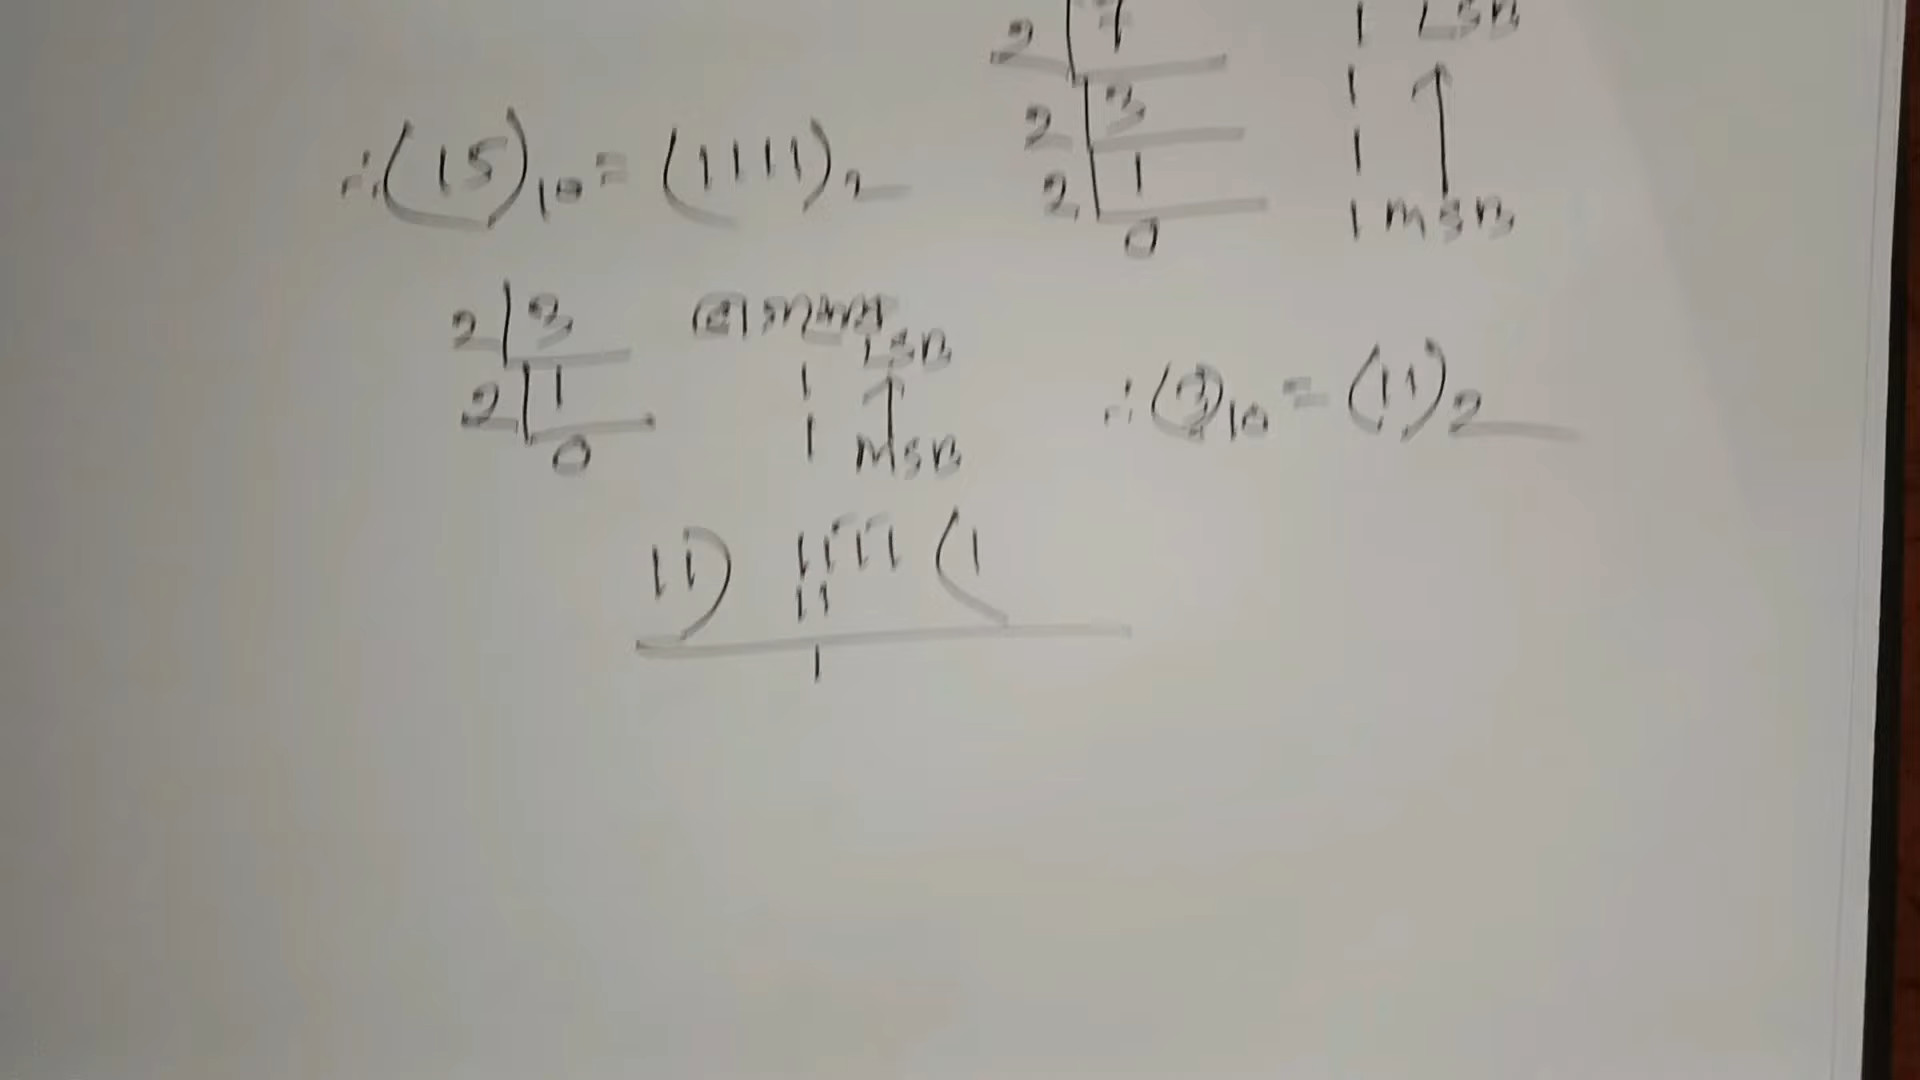 2 | 7 1 LSB
2 | 3 1
∴ (15)₁₀ = (1111)₂ 2 | 1 1
0 1 MSB
2 | 3 LSB
2 | 1 1 ∴ (3)₁₀ = (11)₂
0 1 MSB
11) 1111 (1
11
1